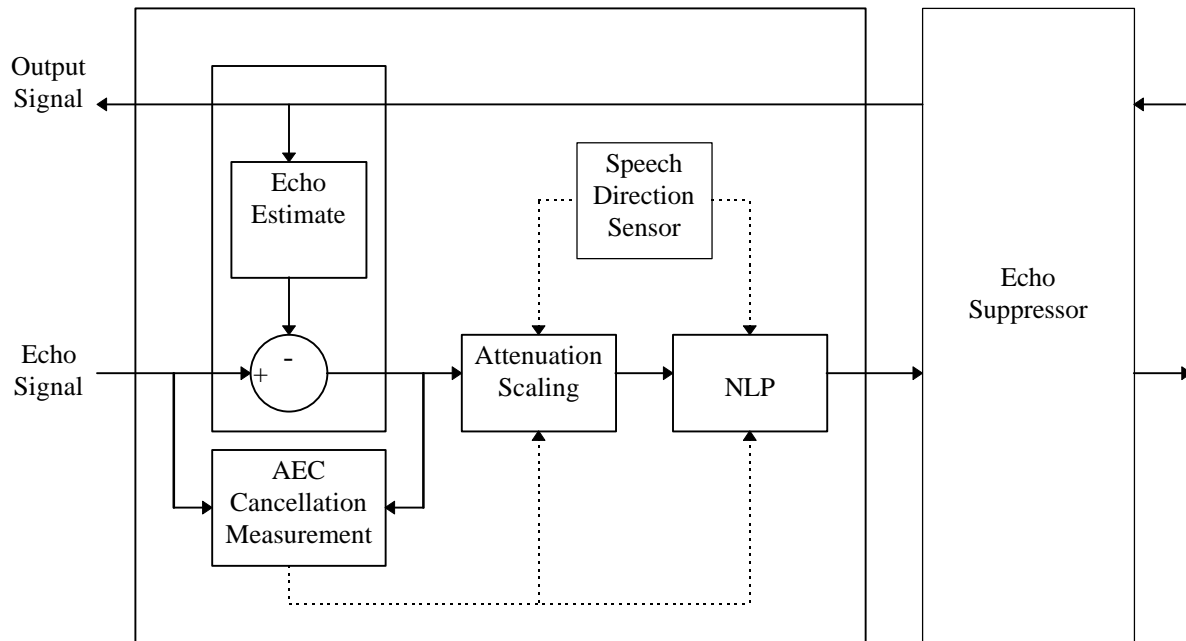 Output
Signal
Echo
Estimate
Speech
Direction
Sensor
Echo
Suppressor
Echo
Signal
-
+
Attenuation
Scaling
NLP
AEC
Cancellation
Measurement